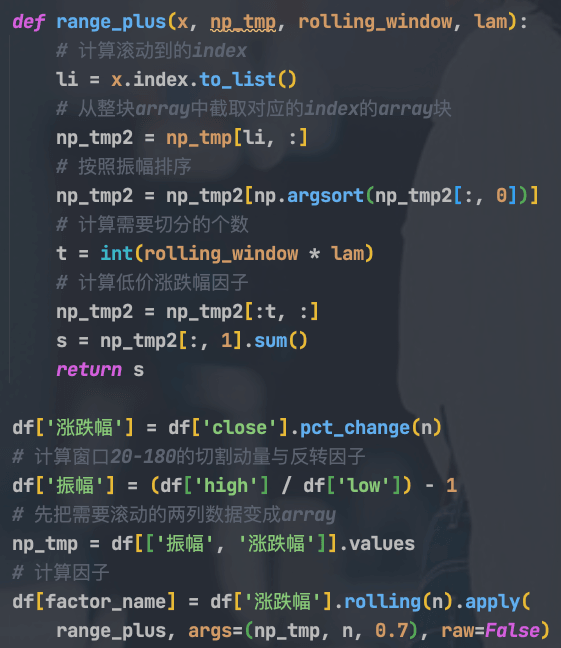 def range_plus(x, np_tmp, rolling_window, lam):
    # 计算滚动到的index
    li = x.index.to_list()
    # 从整块array中截取对应的index的array块
    np_tmp2 = np_tmp[li, :]
    # 按照振幅排序
    np_tmp2 = np_tmp2[np.argsort(np_tmp2[:, 0])]
    # 计算需要切分的个数
    t = int(rolling_window * lam)
    # 计算低价涨跌幅因子
    np_tmp2 = np_tmp2[:t, :]
    s = np_tmp2[:, 1].sum()
    return s
df['涨跌幅'] = df['close'].pct_change(n)
# 计算窗口20-180的切割动量与反转因子
df['振幅'] = (df['high'] / df['low']) - 1
# 先把需要滚动的两列数据变成array
np_tmp = df[['振幅', '涨跌幅']].values
# 计算因子
df[factor_name] = df['涨跌幅'].rolling(n).apply(
    range_plus, args=(np_tmp, n, 0.7), raw=False)